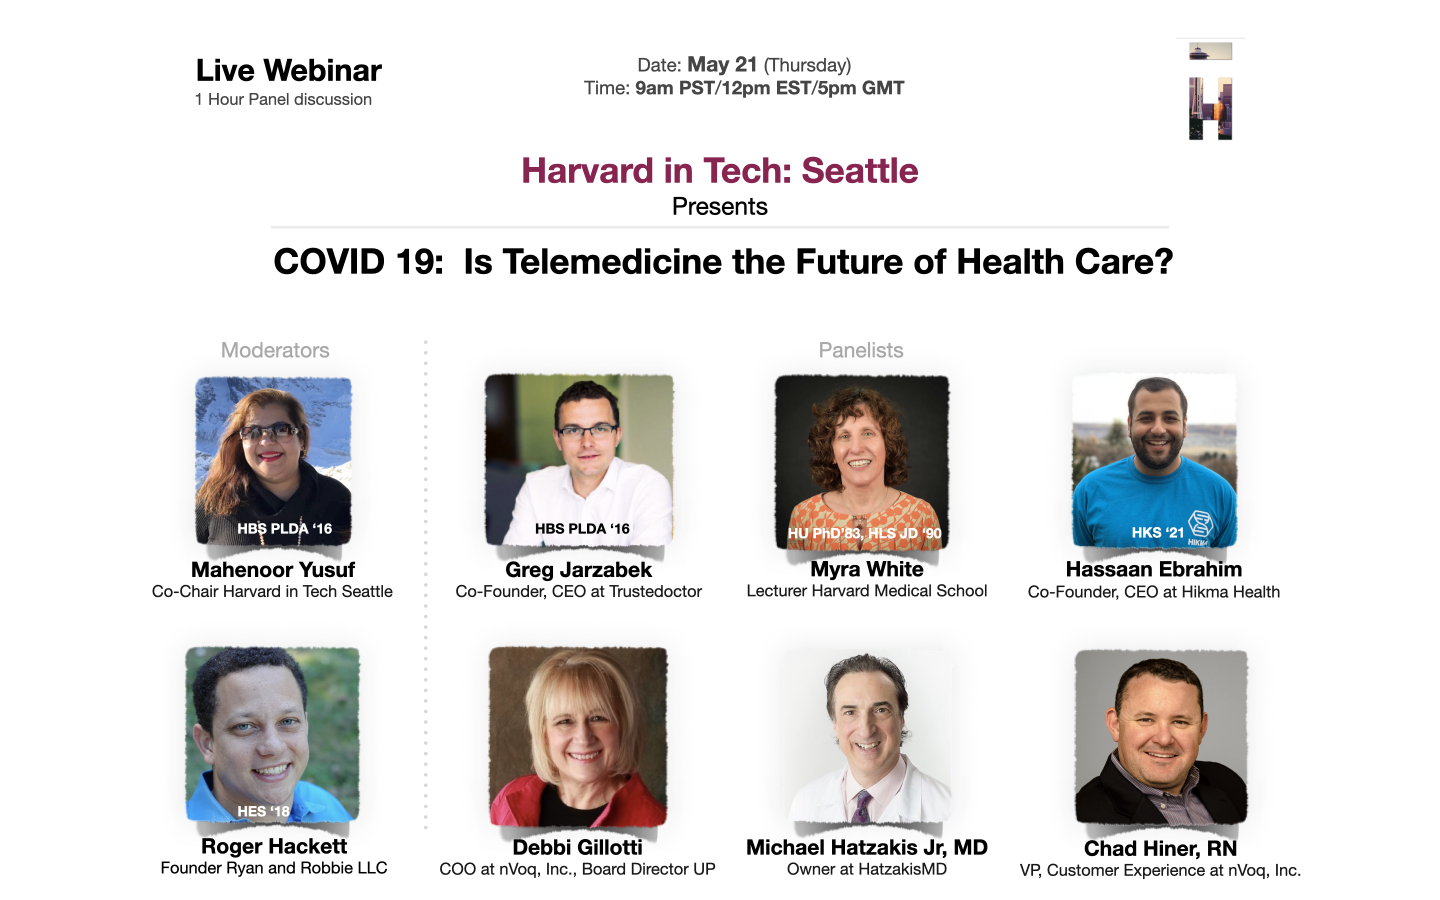 Live Webinar
1 Hour Panel discussion
Date: May 21 (Thursday)
Time: 9am PST/12pm EST/5pm GMT
Harvard in Tech: Seattle
Presents
COVID 19: Is Telemedicine the Future of Health Care?
Moderators
Panelists
HBS PLDA ‘16
Mahenoor Yusuf
Co-Chair Harvard in Tech Seattle
HBS PLDA ‘16
Greg Jarzabek
Co-Founder, CEO at Trustedoctor
HU PhD’83, HLS JD ‘90
Myra White
Lecturer Harvard Medical School
HKS ‘21
HIKMA
Hassaan Ebrahim
Co-Founder, CEO at Hikma Health
HES ‘18
Roger Hackett
Founder Ryan and Robbie LLC
Debbi Gillotti
COO at nVoq, Inc., Board Director UP
Michael Hatzakis Jr, MD
Owner at HatzakisMD
Chad Hiner, RN
VP, Customer Experience at nVoq, Inc.